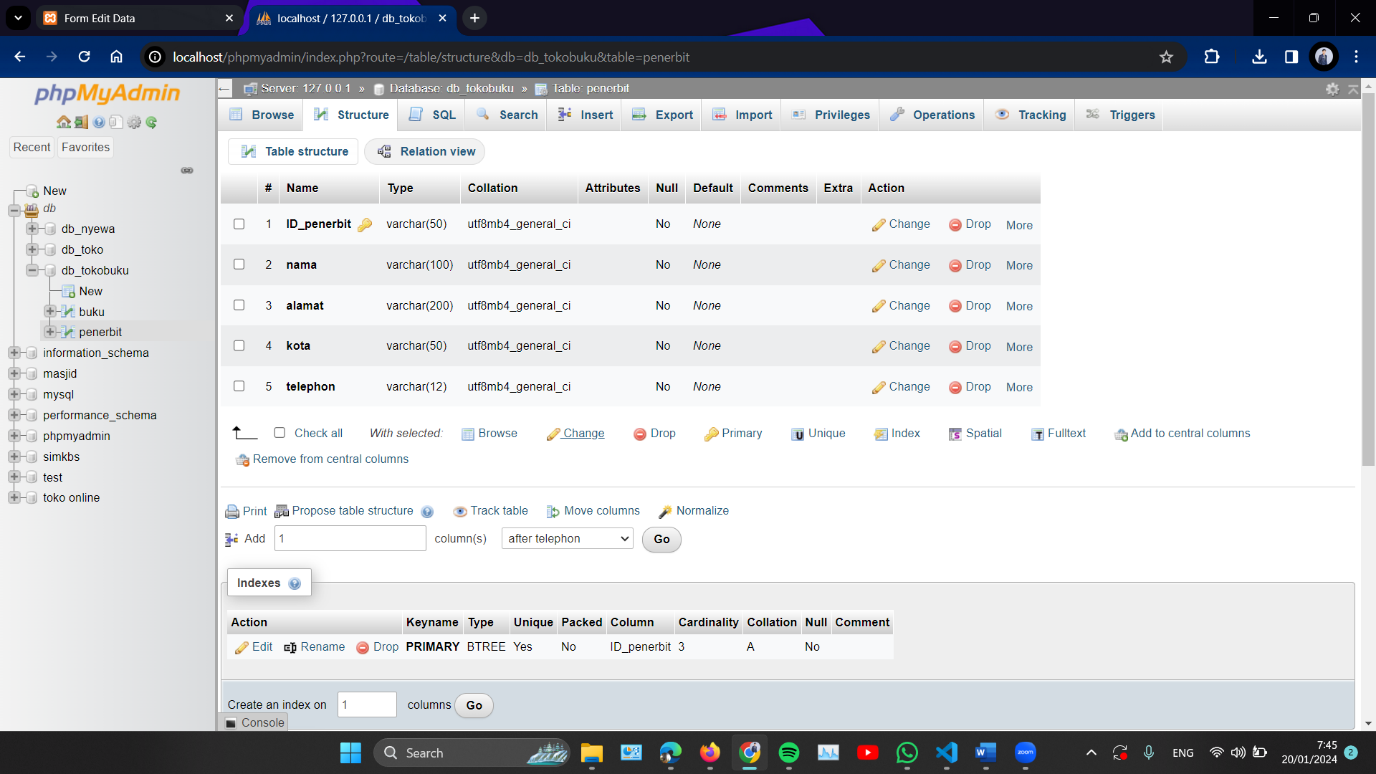 Form Edit Data
localhost / 127.0.0.1 / db_tokob
localhost/phpmyadmin/index.php?route=/table/structure&db=db_tokobuku&table=penerbit
phpMyAdmin
Recent Favorites
New
db
db_nyewa
db_toko
db_tokobuku
New
buku
penerbit
information_schema
masjid
mysql
performance_schema
phpmyadmin
simkbs
test
toko online
Server: 127.0.0.1 » Database: db_tokobuku » Table: penerbit
Browse Structure SQL Search Insert Export Import Privileges Operations Tracking Triggers
Table structure Relation view
# Name Type Collation Attributes Null Default Comments Extra Action
1 ID_penerbit varchar(50) utf8mb4_general_ci No None Change Drop More
2 nama varchar(100) utf8mb4_general_ci No None Change Drop More
3 alamat varchar(200) utf8mb4_general_ci No None Change Drop More
4 kota varchar(50) utf8mb4_general_ci No None Change Drop More
5 telephon varchar(12) utf8mb4_general_ci No None Change Drop More
Check all With selected: Browse Change Drop Primary Unique Index Spatial Fulltext Add to central columns
Remove from central columns
Print Propose table structure Track table Move columns Normalize
Add 1 column(s) after telephon Go
Indexes
Action Keyname Type Unique Packed Column Cardinality Collation Null Comment
Edit Rename Drop PRIMARY BTREE Yes No ID_penerbit 3 A No
Create an index on 1 columns Go
Console
Search
zoom
ENG
7:45
20/01/2024
2